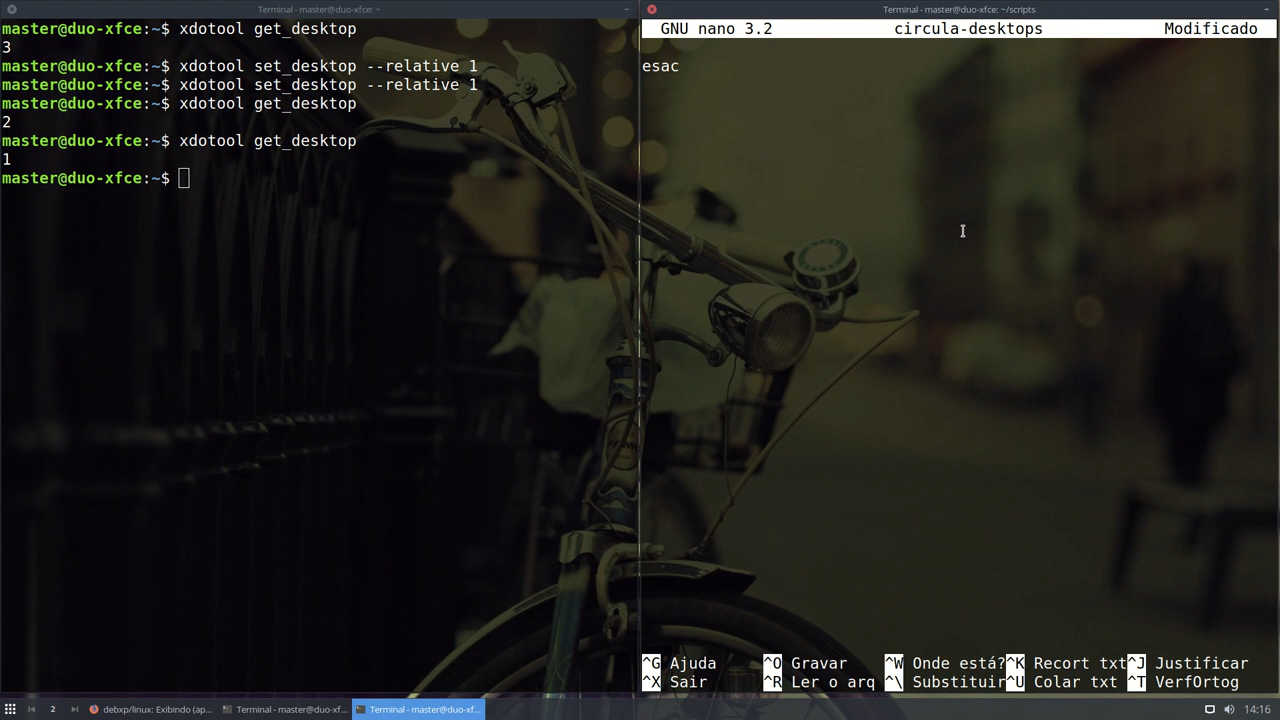 Terminal - master@duo-xfce: ~
master@duo-xfce:~$ xdotool get_desktop
3
master@duo-xfce:~$ xdotool set_desktop --relative 1
master@duo-xfce:~$ xdotool set_desktop --relative 1
master@duo-xfce:~$ xdotool get_desktop
2
master@duo-xfce:~$ xdotool get_desktop
1
master@duo-xfce:~$
Terminal - master@duo-xfce: ~/scripts
GNU nano 3.2 circula-desktops Modificado
esac
^G Ajuda ^O Gravar ^W Onde está? ^K Recort txt ^J Justificar
^X Sair ^R Ler o arq ^\ Substituir ^U Colar txt ^T VerfOrtog
2 debxp/linux: Exibindo (ap... Terminal - master@duo-xf... Terminal - master@duo-xf... 14:16